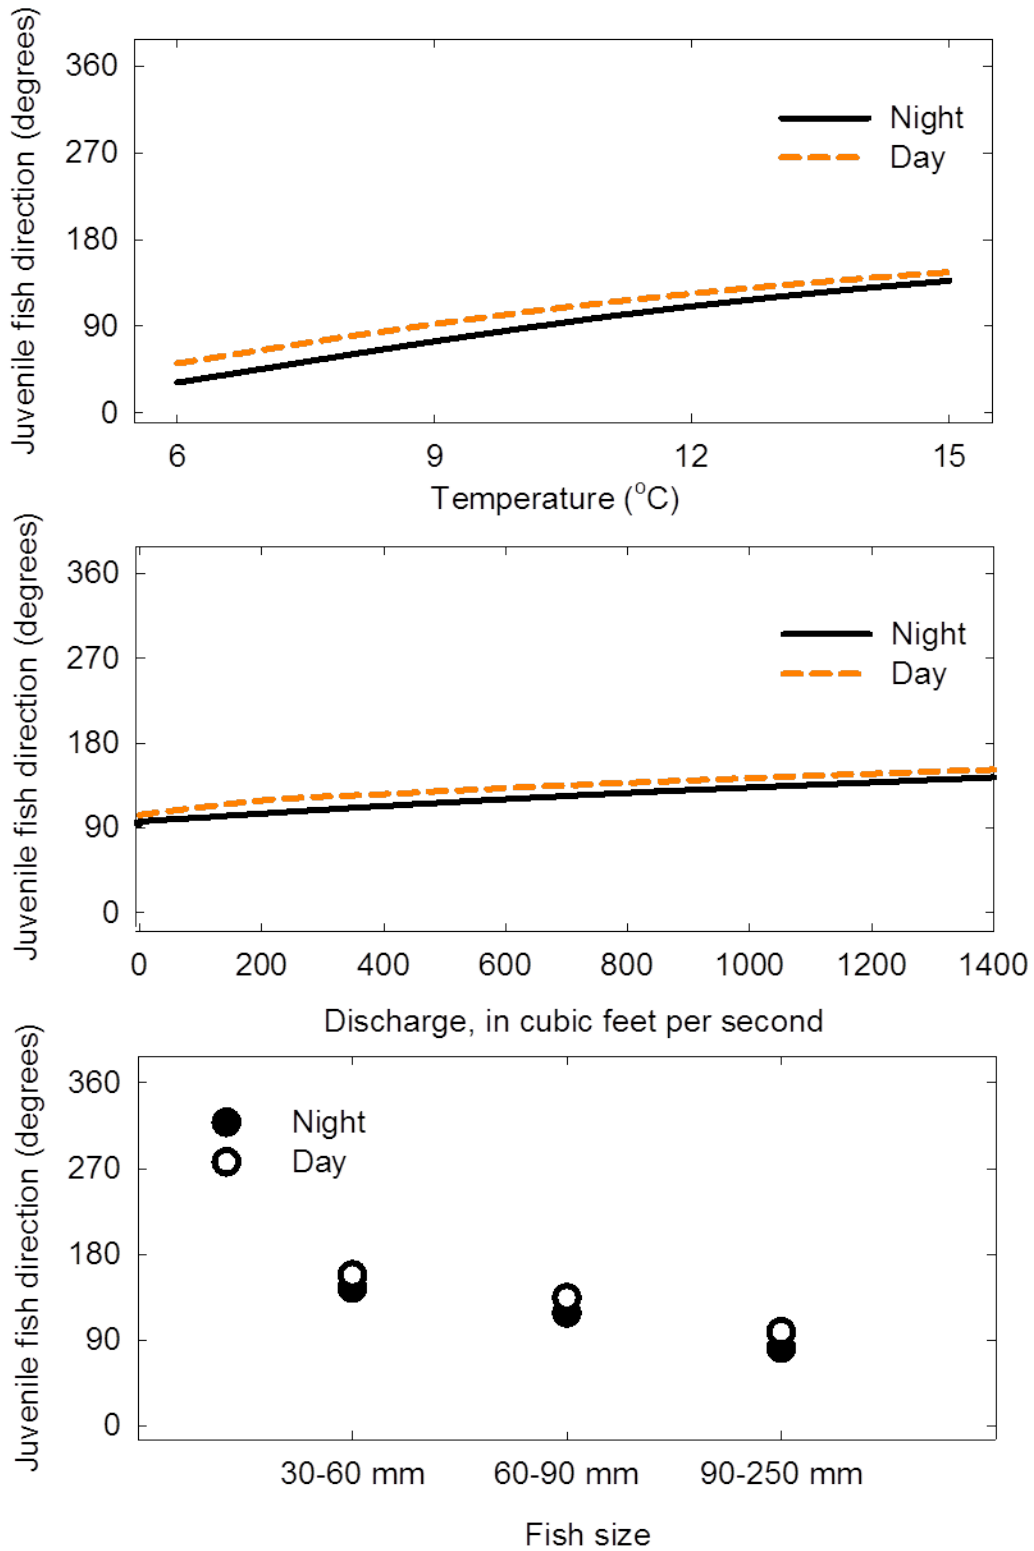 Juvenile fish direction (degrees)
360
270
180
90
0
Night
Day
6 9 12 15
Temperature (°C)
Juvenile fish direction (degrees)
360
270
180
90
0
Night
Day
0 200 400 600 800 1000 1200 1400
Discharge, in cubic feet per second
Juvenile fish direction (degrees)
360
270
180
90
0
Night
Day
30-60 mm 60-90 mm 90-250 mm
Fish size